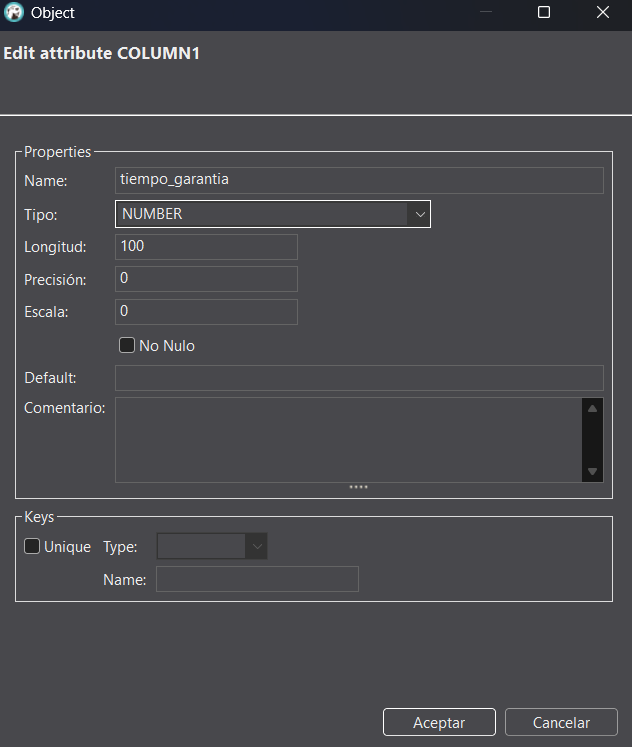 Object
Edit attribute COLUMN1
Properties
Name: tiempo_garantia
Tipo: NUMBER
Longitud: 100
Precisión: 0
Escala: 0
No Nulo
Default:
Comentario:
Keys
Unique Type:
Name:
Aceptar Cancelar